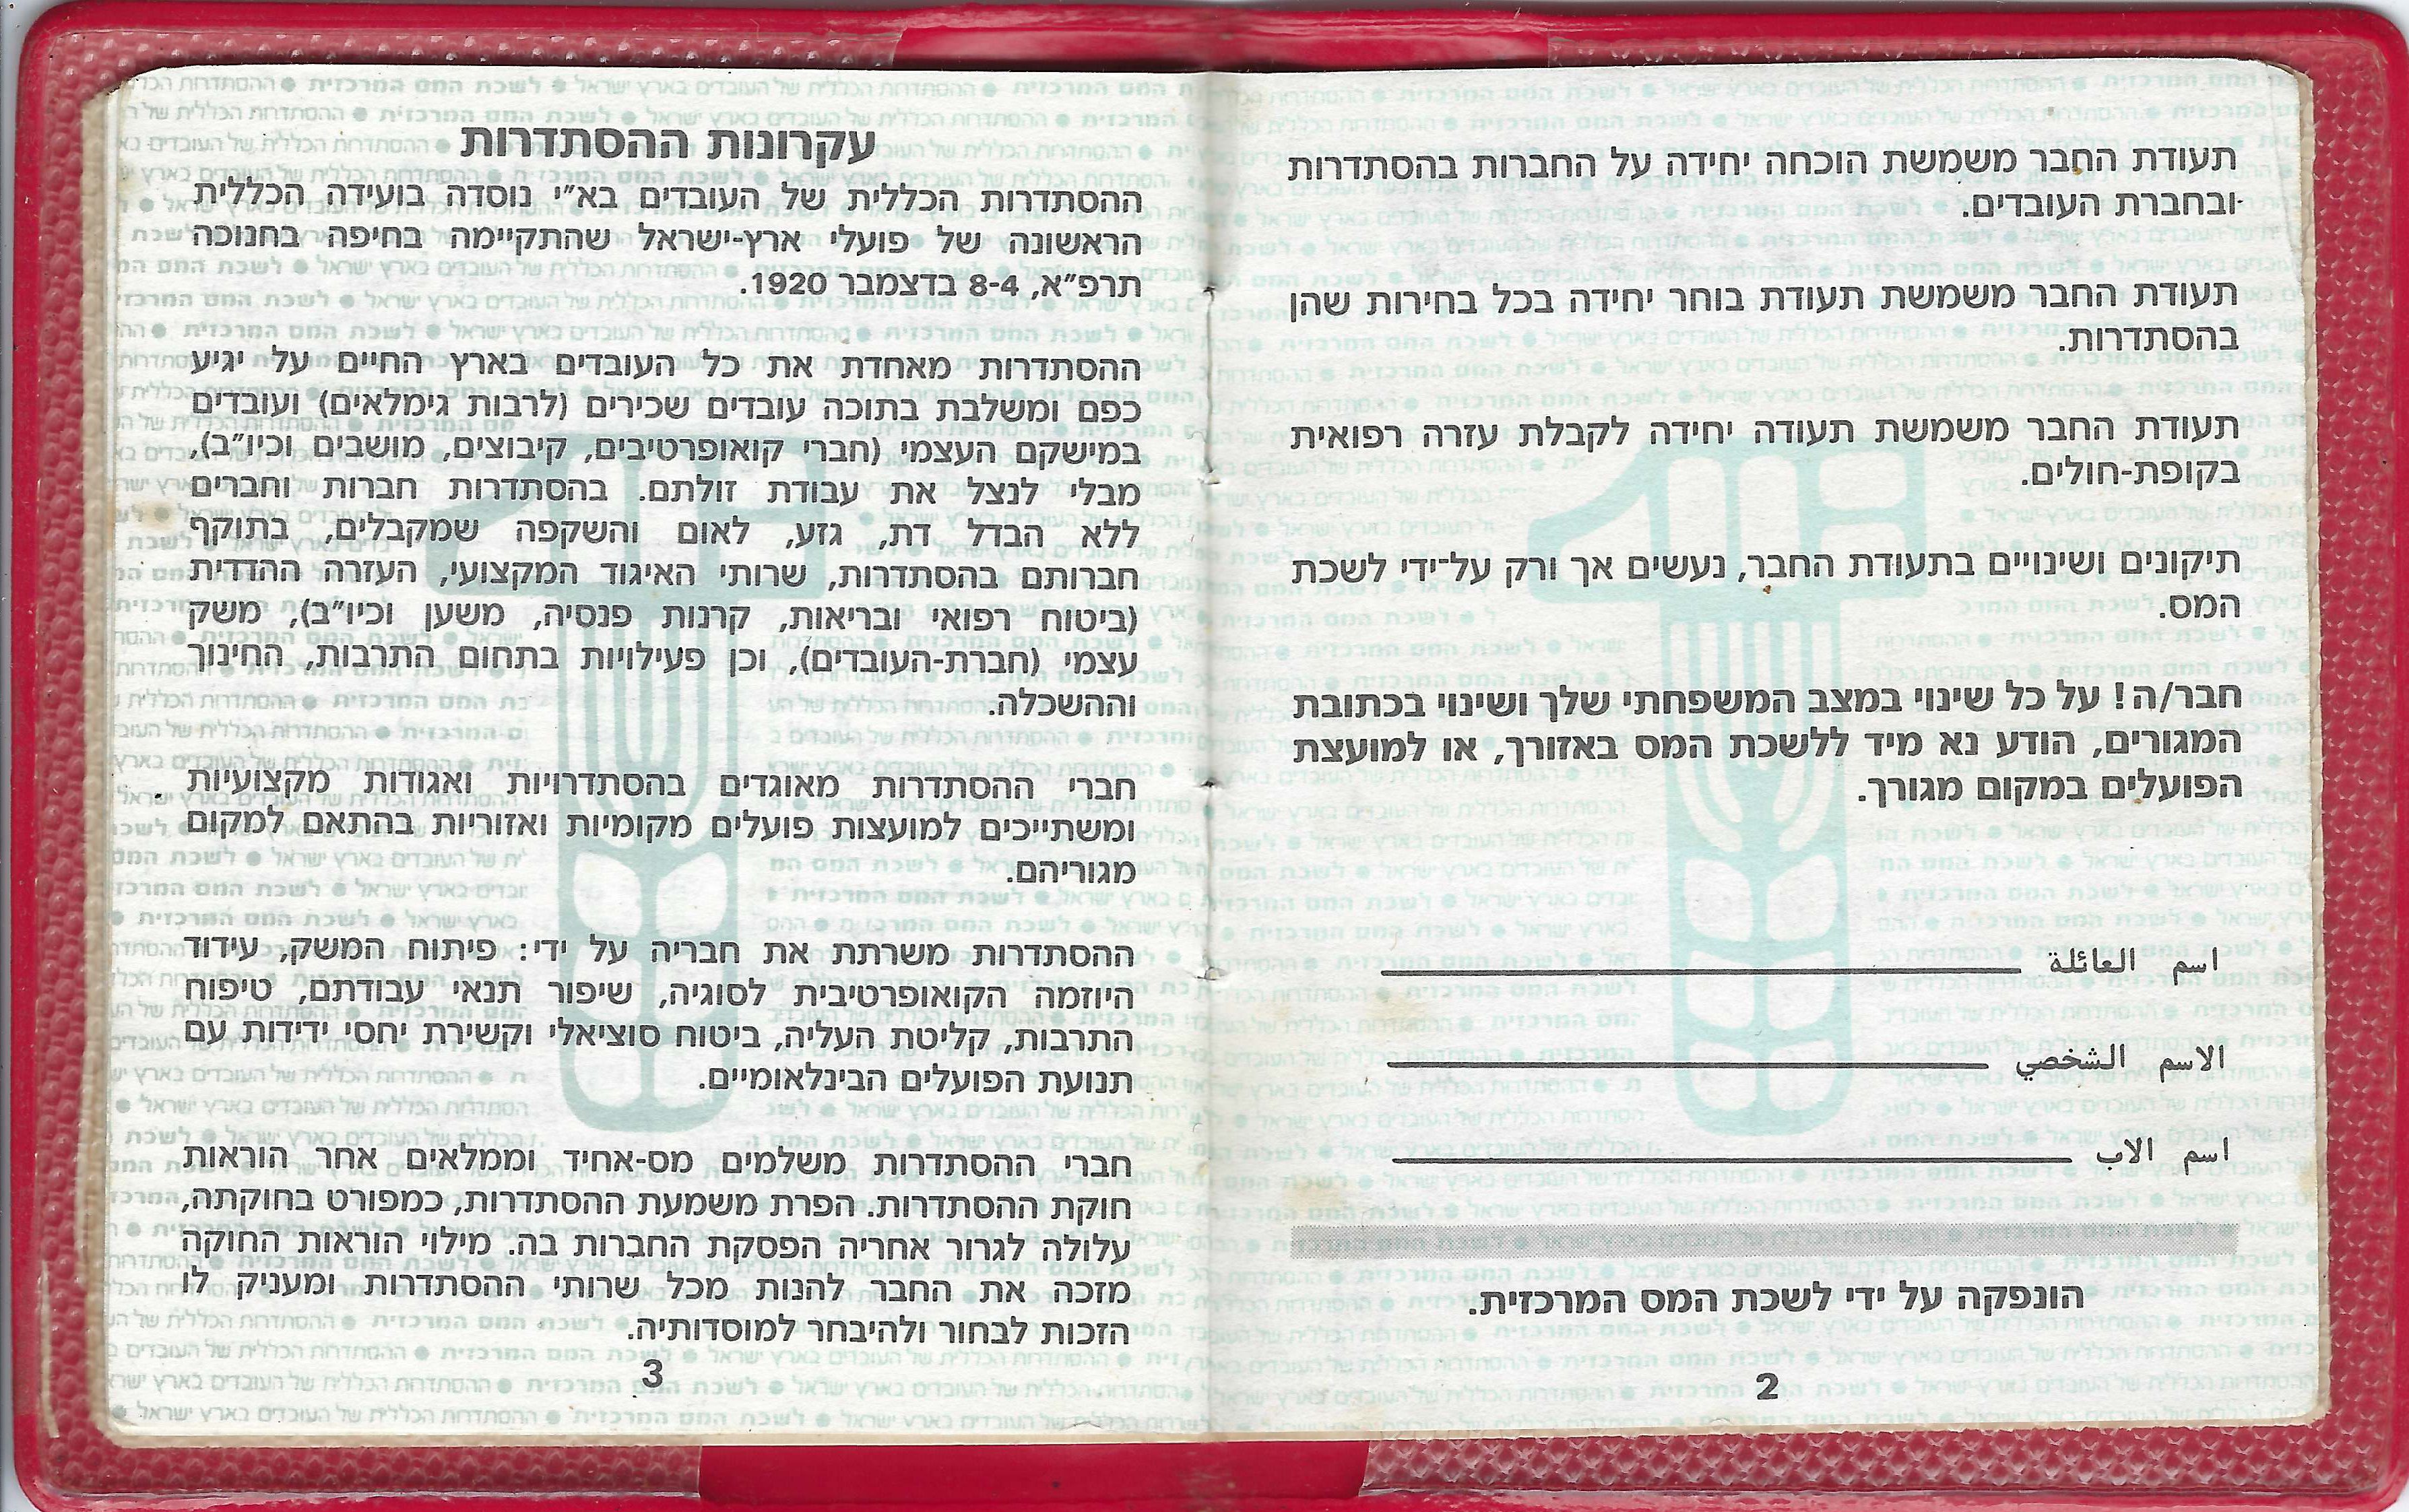 תעודת החבר משמשת הוכחה יחידה על החברות בהסתדרות
ובחברת העובדים.
תעודת החבר משמשת תעודת בוחר יחידה בכל בחירות שהן
בהסתדרות.
תעודת החבר משמשת תעודה יחידה לקבלת עזרה רפואית
בקופת-חולים.
תיקונים ושינויים בתעודת החבר, נעשים אך ורק על-ידי לשכת
המס.
חבר/ה! על כל שינוי במצב המשפחתי שלך ושינוי בכתובת
המגורים, הודע נא מיד ללשכת המס באזורך, או למועצת
הפועלים במקום מגורך.
اسم العائلة
الاسم الشخصي
اسم الاب
הונפקה על ידי לשכת המס המרכזית.
2
עקרונות ההסתדרות
ההסתדרות הכללית של העובדים בא״י נוסדה בועידה הכללית
הראשונה של פועלי ארץ-ישראל שהתקיימה בחיפה בחנוכה
תרפ״א, 8-4 בדצמבר 1920.
ההסתדרות מאחדת את כל העובדים בארץ החיים על יגיע
כפם ומשלבת בתוכה עובדים שכירים (לרבות גימלאים) ועובדים
במישקם העצמי (חברי קואופרטיבים, קיבוצים, מושבים וכיו״ב),
מבלי לנצל את עבודת זולתם. בהסתדרות חברות וחברים
ללא הבדל דת, גזע, לאום והשקפה שמקבלים, בתוקף
חברותם בהסתדרות, שרותי האיגוד המקצועי, העזרה ההדדית
(ביטוח רפואי ובריאות, קרנות פנסיה, משען וכיו״ב), משק
עצמי (חברת-העובדים), וכן פעילויות בתחום התרבות, החינוך
וההשכלה.
חברי ההסתדרות מאוגדים בהסתדרויות ואגודות מקצועיות
ומשתייכים למועצות פועלים מקומיות ואזוריות בהתאם למקום
מגוריהם.
ההסתדרות משרתת את חבריה על ידי: פיתוח המשק, עידוד
היוזמה הקואופרטיבית לסוגיה, שיפור תנאי עבודתם, טיפוח
התרבות, קליטת העליה, ביטוח סוציאלי וקשירת יחסי ידידות עם
תנועת הפועלים הבינלאומיים.
חברי ההסתדרות משלמים מס-אחיד וממלאים אחר הוראות
חוקת ההסתדרות. הפרת משמעת ההסתדרות, כמפורט בחוקתה,
עלולה לגרור אחריה הפסקת החברות בה. מילוי הוראות החוקה
מזכה את החבר להנות מכל שרותי ההסתדרות ומעניק לו
הזכות לבחור ולהיבחר למוסדותיה.
3